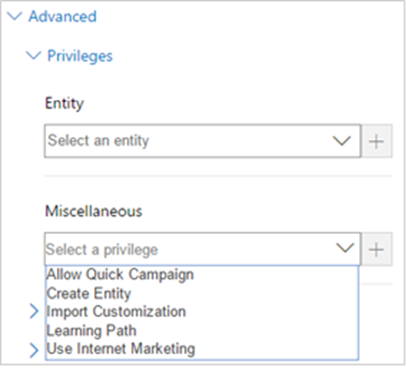 Advanced
Privileges
Entity
Select an entity
Miscellaneous
Select a privilege
Allow Quick Campaign
Create Entity
Import Customization
Learning Path
Use Internet Marketing